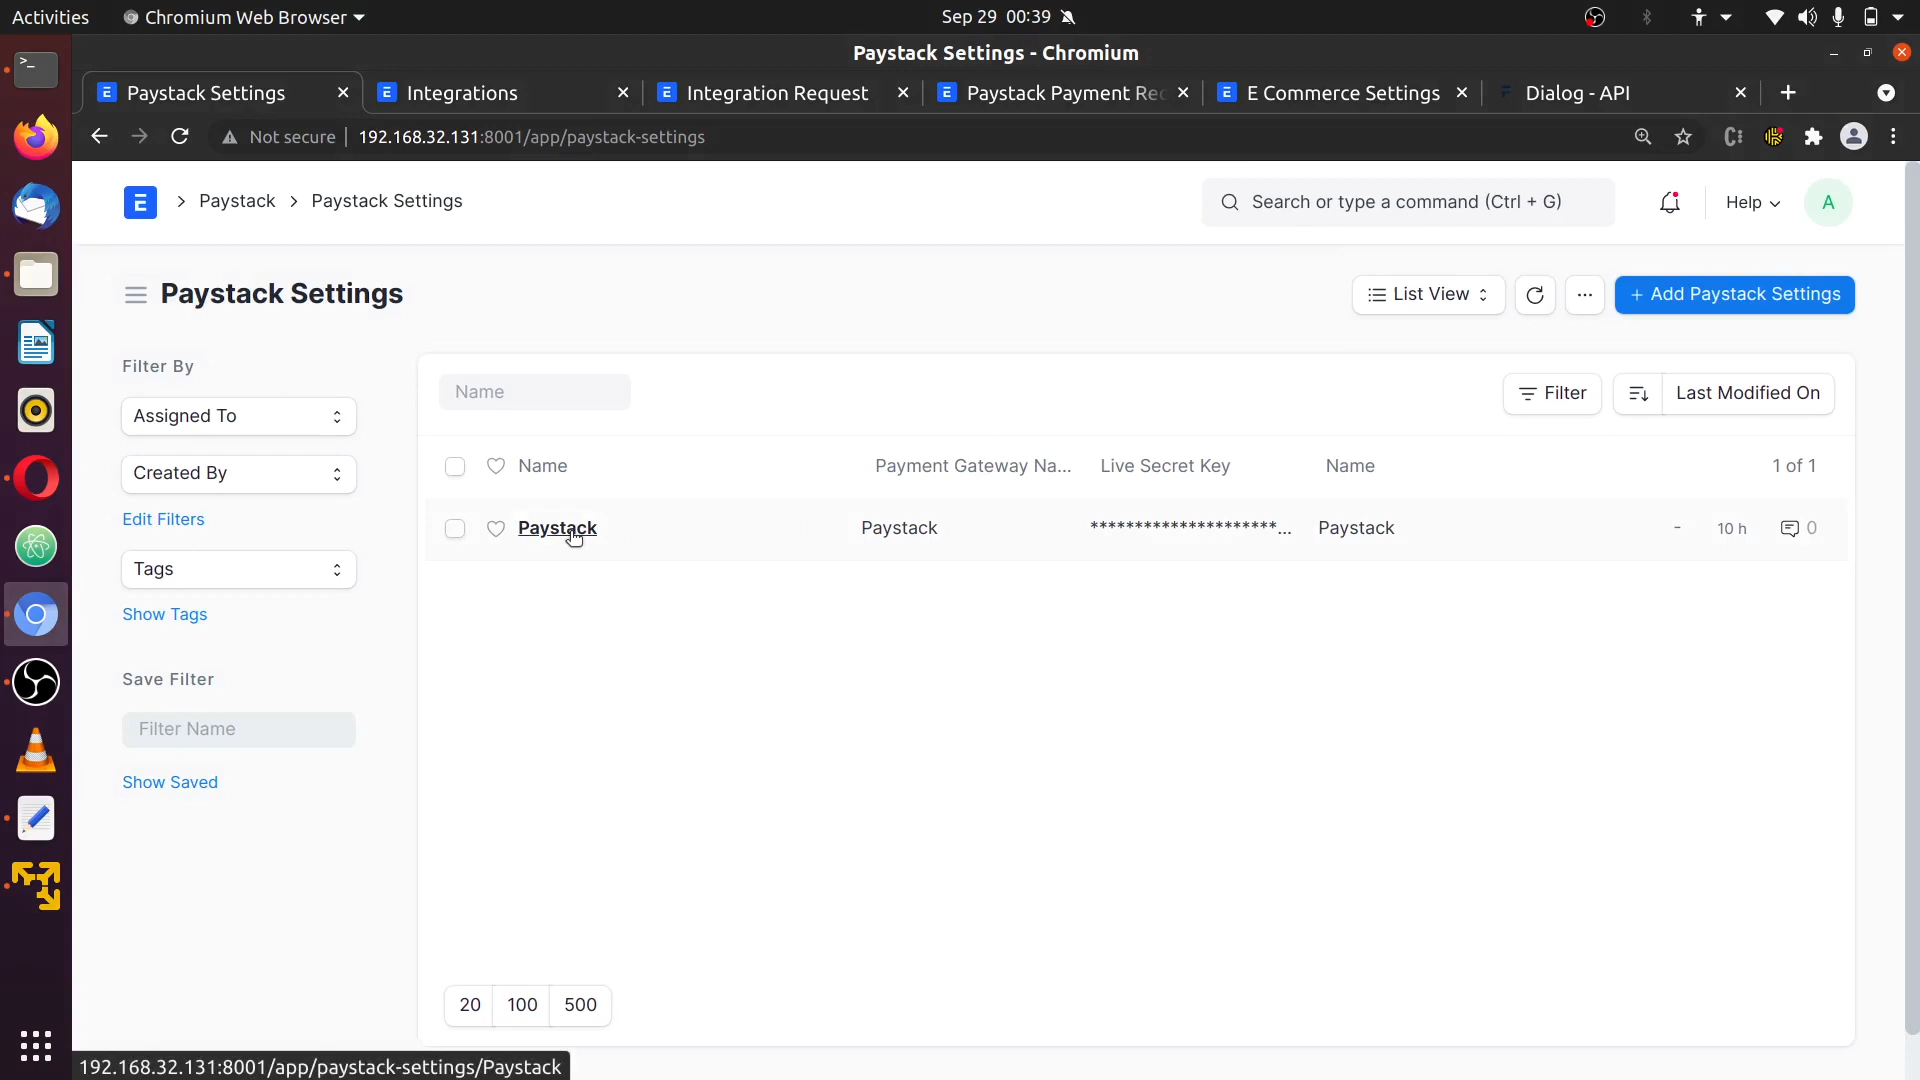 Activities
Chromium Web Browser
Sep 29 00:39
Paystack Settings - Chromium
Paystack Settings
Integrations
Integration Request
Paystack Payment Rec
E Commerce Settings
Dialog - API
Not secure
192.168.32.131:8001/app/paystack-settings
E
Paystack
Paystack Settings
Search or type a command (Ctrl + G)
Help
A
Paystack Settings
List View
+ Add Paystack Settings
Filter By
Assigned To
Created By
Edit Filters
Tags
Show Tags
Save Filter
Filter Name
Show Saved
Name
Filter
Last Modified On
Name
Payment Gateway Na...
Live Secret Key
Name
1 of 1
Paystack
Paystack
*********************...
Paystack
-
10 h
0
20
100
500
192.168.32.131:8001/app/paystack-settings/Paystack